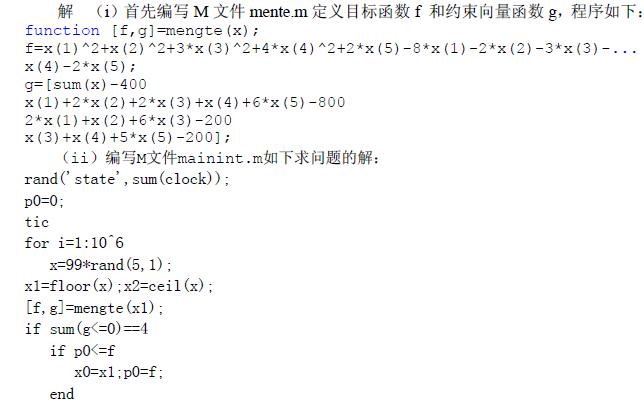 解　（i）首先编写 M 文件 mente.m 定义目标函数 f 和约束向量函数 g，程序如下：
function [f,g]=mengte(x);
f=x(1)^2+x(2)^2+3*x(3)^2+4*x(4)^2+2*x(5)-8*x(1)-2*x(2)-3*x(3)-...
x(4)-2*x(5);
g=[sum(x)-400
x(1)+2*x(2)+2*x(3)+x(4)+6*x(5)-800
2*x(1)+x(2)+6*x(3)-200
x(3)+x(4)+5*x(5)-200];
（ii）编写M文件mainint.m如下求问题的解：
rand('state',sum(clock));
p0=0;
tic
for i=1:10^6
x=99*rand(5,1);
x1=floor(x);x2=ceil(x);
[f,g]=mengte(x1);
if sum(g<=0)==4
if p0<=f
x0=x1;p0=f;
end